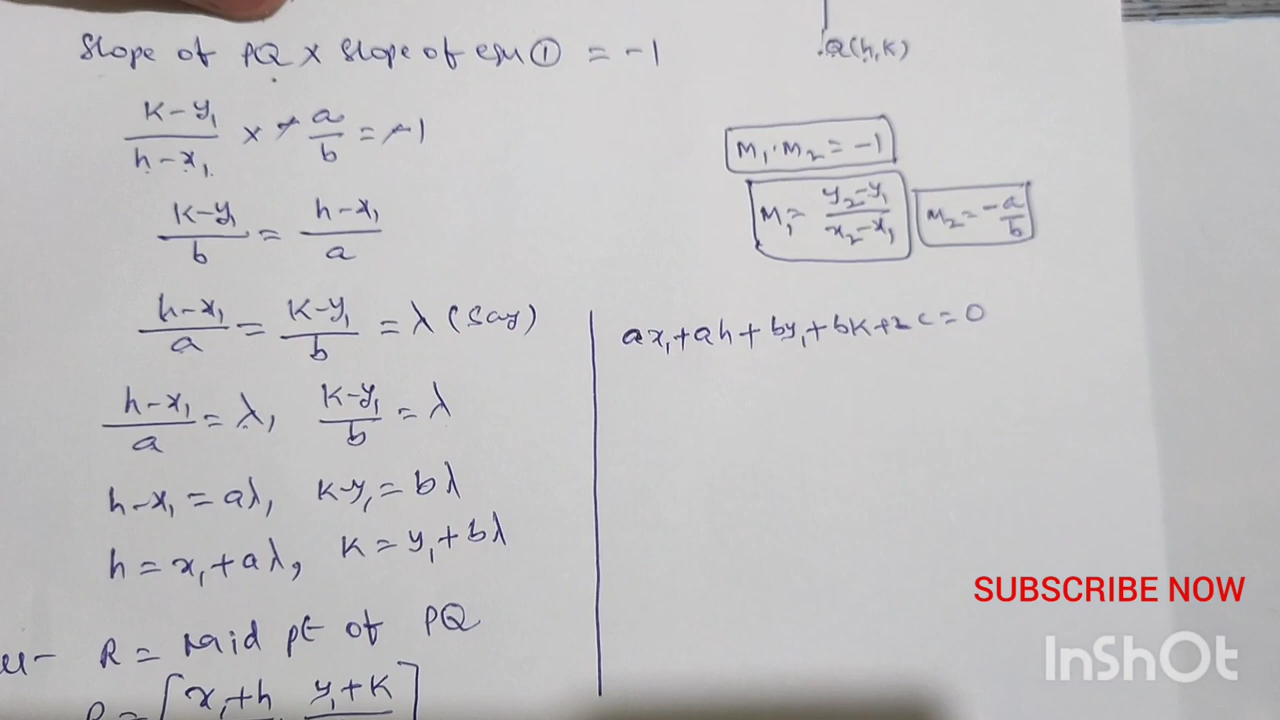 Slope of PQ x Slope of eqn ① = -1
Q(h,k)
k-y₁/h-x₁ x -a/b = -1
m₁.m₂ = -1
m₁ = y₂-y₁/x₂-x₁
m₂ = -a/b
k-y₁/b = h-x₁/a
h-x₁/a = k-y₁/b = λ (say)
h-x₁/a = λ, k-y₁/b = λ
h-x₁ = aλ, k-y₁ = bλ
h = x₁+aλ, k = y₁+bλ
R = mid pt of PQ
x₁+h, y₁+k
ax₁+ah+by₁+bk+2c=0
SUBSCRIBE NOW
InShOt